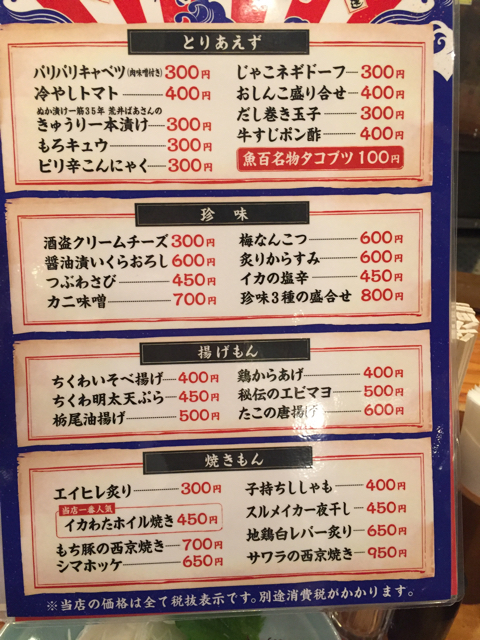 とりあえず
パリパリキャベツ(肉味噌付き)300円
冷やしトマト 400円
ぬか漬け一筋35年 荒井ばあさんの
きゅうり一本漬け 300円
もろキュウ 300円
ピリ辛こんにゃく 300円
じゃこネギドーフ 300円
おしんこ盛り合せ 400円
だし巻き玉子 300円
牛すじポン酢 400円
魚百名物タコブツ100円
珍味
酒盗クリームチーズ 300円
醤油漬いくらおろし 600円
つぶわさび 450円
カニ味噌 700円
梅なんこつ 600円
炙りからすみ 600円
イカの塩辛 450円
珍味3種の盛合せ 800円
揚げもん
ちくわいそべ揚げ 400円
ちくわ明太天ぷら 450円
栃尾油揚げ 500円
鶏からあげ 400円
秘伝のエビマヨ 500円
たこの唐揚げ 600円
焼きもん
エイヒレ炙り 300円
当店一番人気
イカわたホイル焼き 450円
もち豚の西京焼き 700円
シマホッケ 650円
子持ちししゃも 400円
スルメイカ一夜干し 450円
地鶏白レバー炙り 650円
サワラの西京焼き 950円
※当店の価格は全て税抜表示です。別途消費税がかかります。